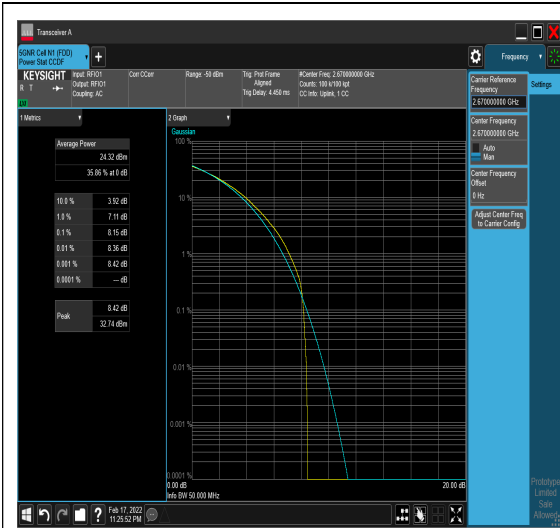 Transceiver A
5GNR Cell N1 (FDD)
Power Stat CCDF
+
Frequency
KEYSIGHT
R T
Input: RFIO1
Output: RFIO1
Coupling: AC
Corr CCorr
Range: -50 dBm
Trig: Prot Frame
Aligned
Trig Delay: 4.450 ms
#Center Freq: 2.670000000 GHz
Counts: 100 k/100 kpt
CC Info: Uplink, 1 CC
Carrier Reference
Frequency
2.670000000 GHz
Settings
Center Frequency
2.670000000 GHz
Auto
Man
Center Frequency
Offset
0 Hz
Adjust Center Freq
to Carrier Config
1 Metrics
Average Power
24.32 dBm
35.86 % at 0 dB
10.0 % 3.92 dB
1.0 % 7.11 dB
0.1 % 8.15 dB
0.01 % 8.36 dB
0.001 % 8.42 dB
0.0001 % --- dB
Peak 8.42 dB
32.74 dBm
2 Graph
Gaussian
100 %
10 %
1 %
0.1 %
0.01 %
0.001 %
0.0001 %
0.00 dB 20.00 dB
Info BW 50.000 MHz
Feb 17, 2022
11:25:52 PM
?
Prototype
Limited
Sale
Allowed